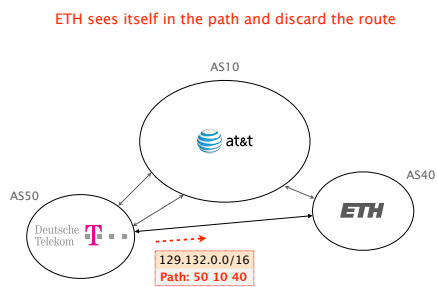 ETH sees itself in the path and discard the route
AS10
at&t
AS40
ETH
AS50
Deutsche
Telekom
T
129.132.0.0/16
Path: 50 10 40